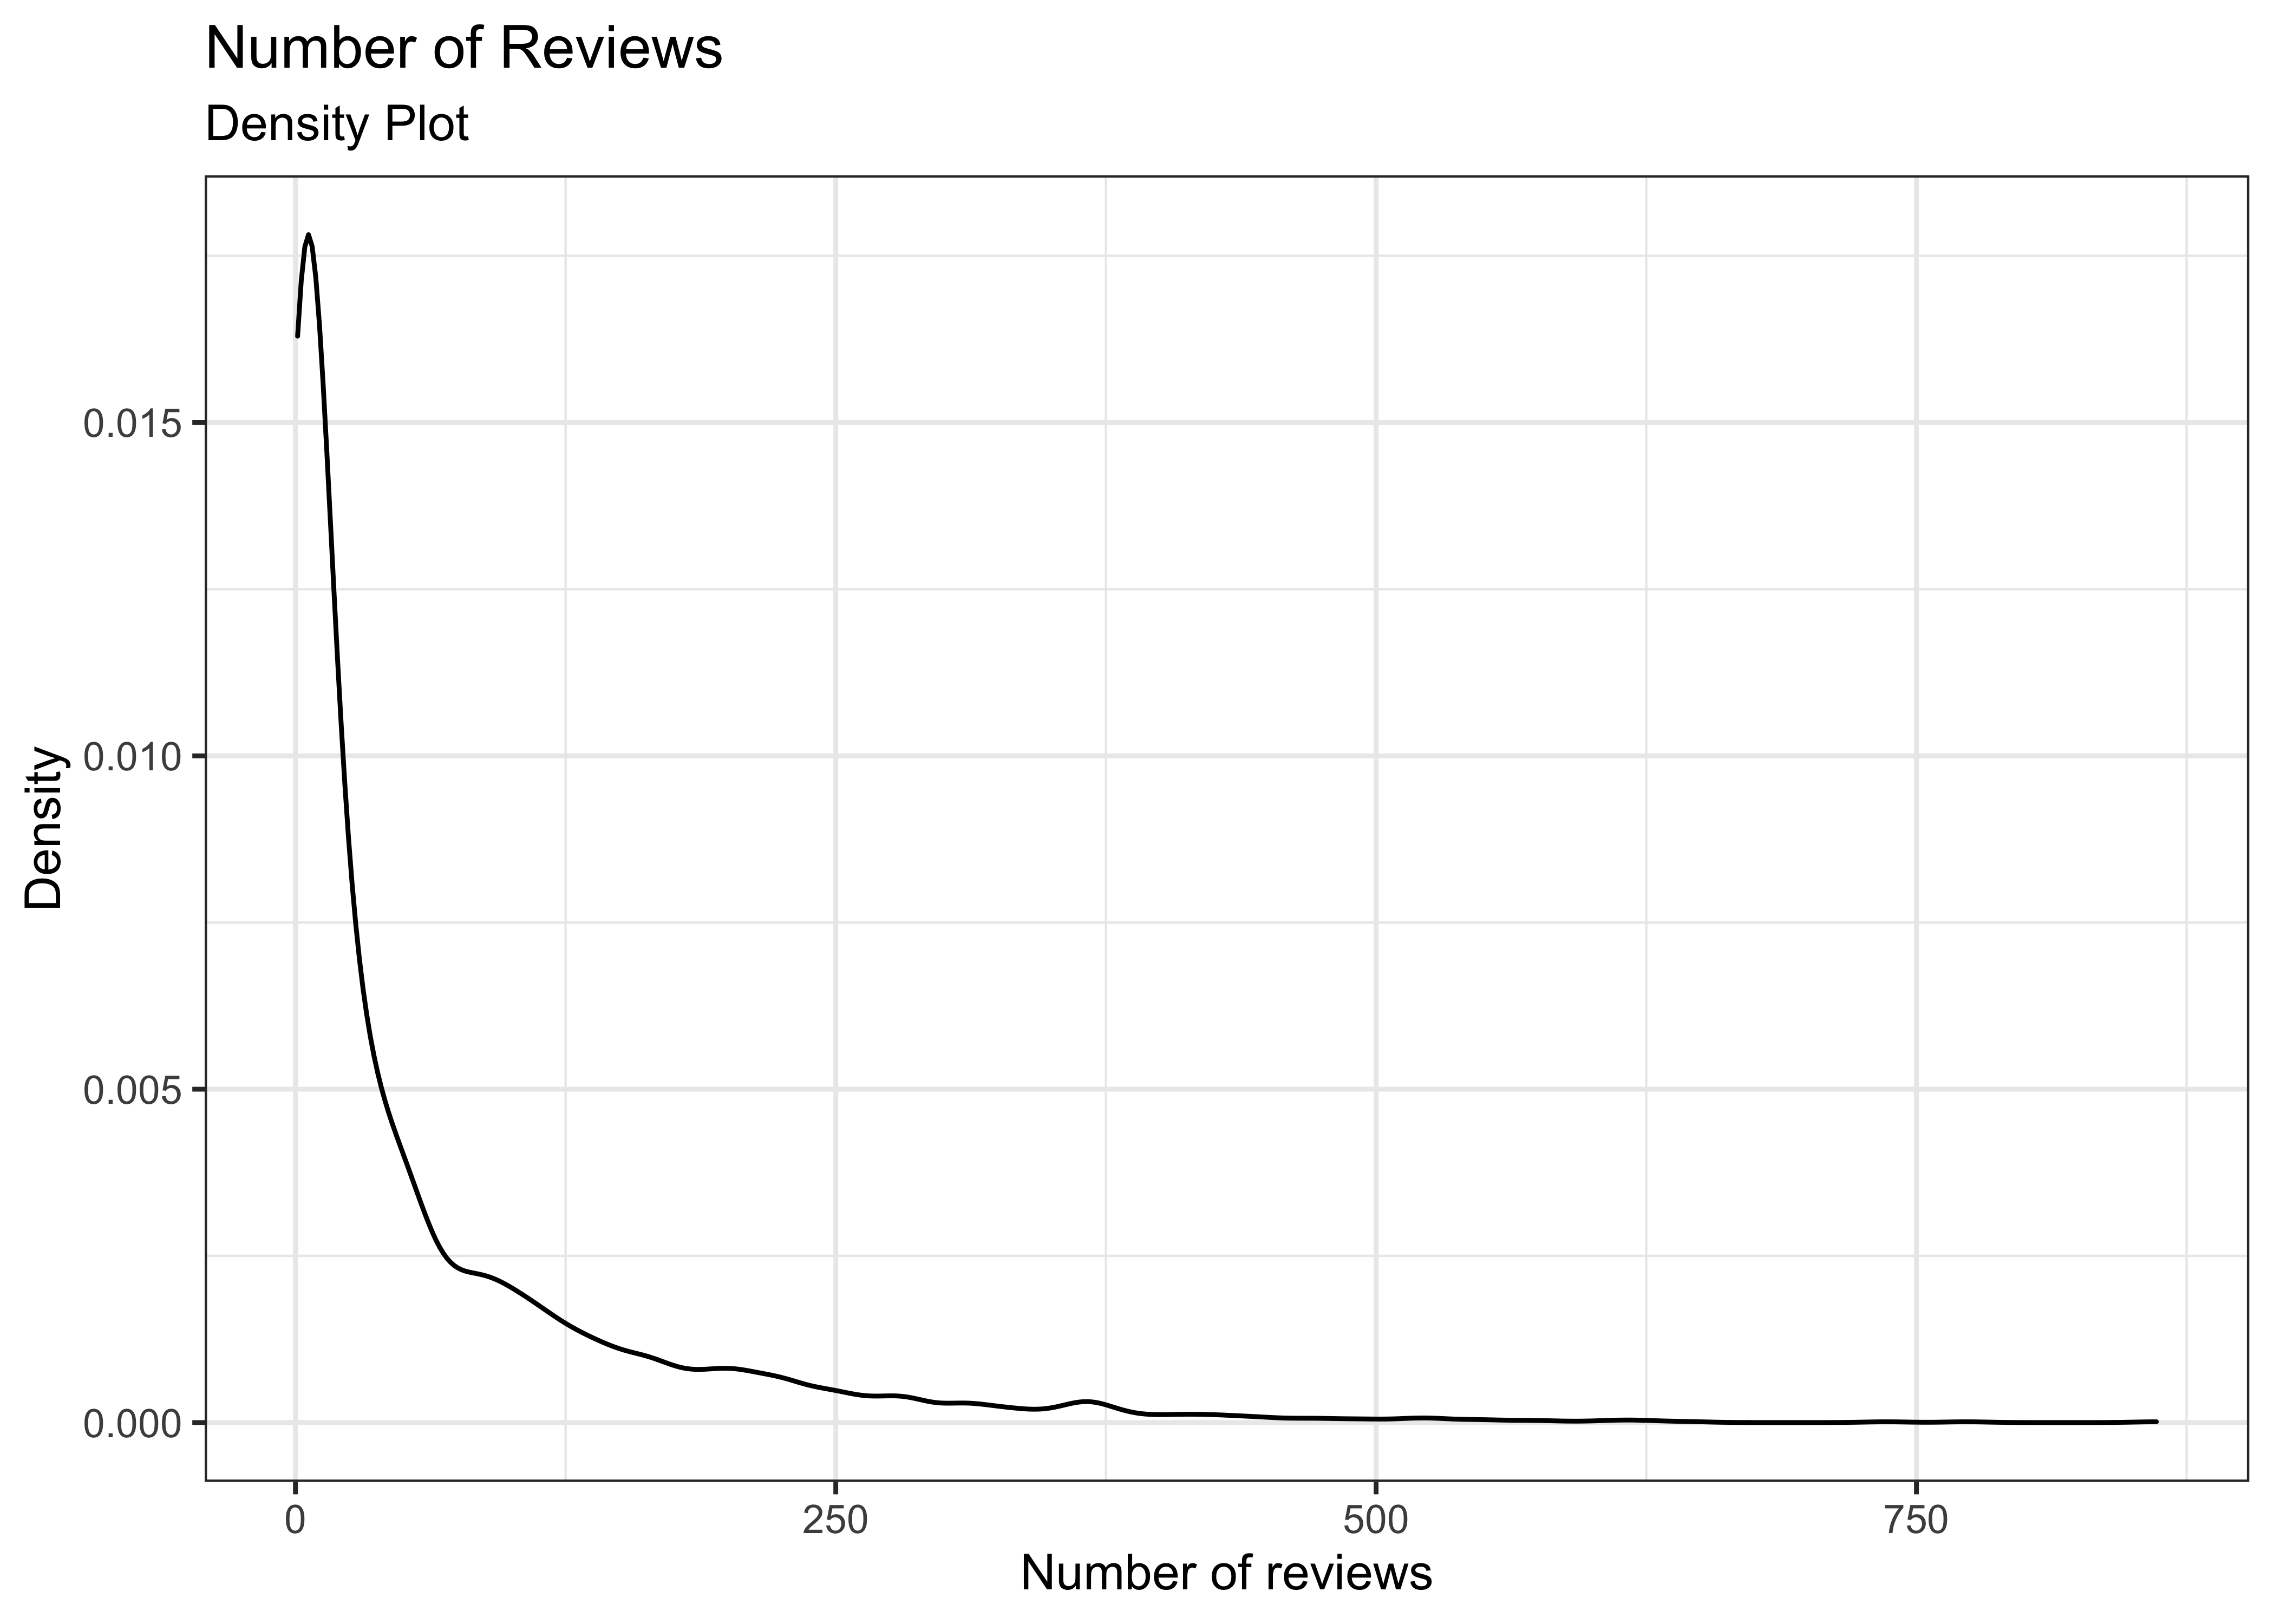 Number of Reviews
Density Plot
Density
0.015
0.010
0.005
0.000
0
250
500
750
Number of reviews